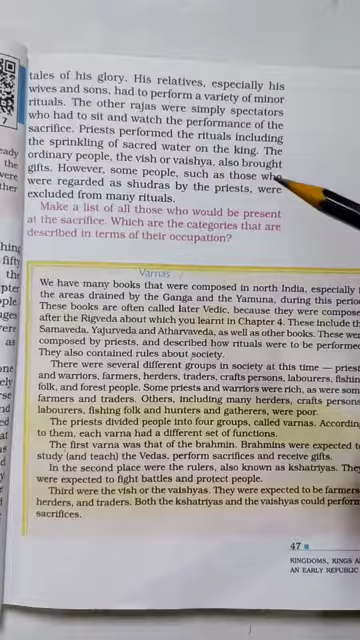 7
tales of his glory. His relatives, especially his
wives and sons, had to perform a variety of minor
rituals. The other rajas were simply spectators
who had to sit and watch the performance of the
sacrifice. Priests performed the rituals including
the sprinkling of sacred water on the king. The
ordinary people, the vish or vaishya, also brought
gifts. However, some people, such as those who
were regarded as shudras by the priests, were
excluded from many rituals.
Make a list of all those who would be present
at the sacrifice. Which are the categories that are
described in terms of their occupation?
Varnas
We have many books that were composed in north India, especially
the areas drained by the Ganga and the Yamuna, during this
These books are often called later Vedic, because they were
after the Rigveda about which you learnt in Chapter 4. These include
Samaveda, Yajurveda and Atharvaveda, as well as other books. These
composed by priests, and described how rituals were to be
They also contained rules about society.
There were several different groups in society at this time –
and warriors, farmers, herders, traders, crafts persons, labourers,
folk, and forest people. Some priests and warriors were rich, as were
farmers and traders. Others, including many herders, crafts
labourers, fishing folk and hunters and gatherers, were poor.
The priests divided people into four groups, called varnas.
to them, each varna had a different set of functions.
The first varna was that of the brahmin. Brahmins were expected to
study (and teach) the Vedas, perform sacrifices and receive gifts.
In the second place were the rulers, also known as kshatriyas.
were expected to fight battles and protect people.
Third were the vish or the vaishyas. They were expected to be farmers,
herders, and traders. Both the kshatriyas and the vaishyas could perform
sacrifices.
47
KINGDOMS, KINGS
AN EARLY REPUBLIC